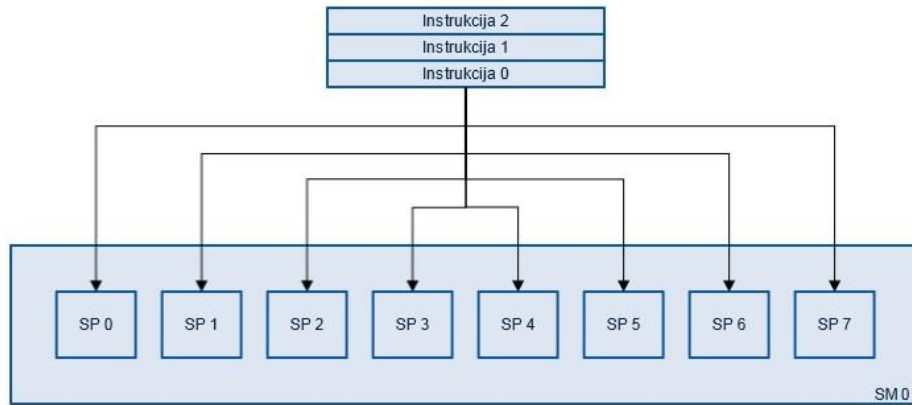 Instrukcija 2
Instrukcija 1
Instrukcija 0
SP 0 SP 1 SP 2 SP 3 SP 4 SP 5 SP 6 SP 7
SM 0